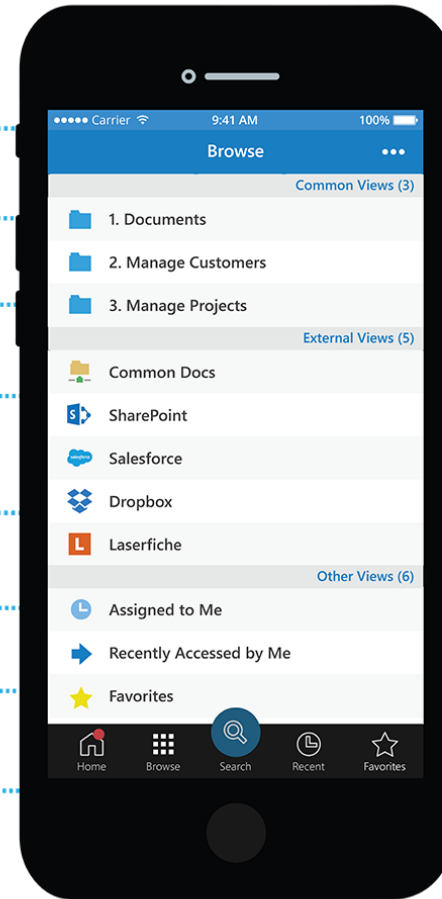 Carrier 9:41 AM 100%
Browse
Common Views (3)
1. Documents
2. Manage Customers
3. Manage Projects
External Views (5)
Common Docs
S SharePoint
salesforce Salesforce
Dropbox
L Laserfiche
Other Views (6)
Assigned to Me
Recently Accessed by Me
Favorites
Home Browse Search Recent Favorites